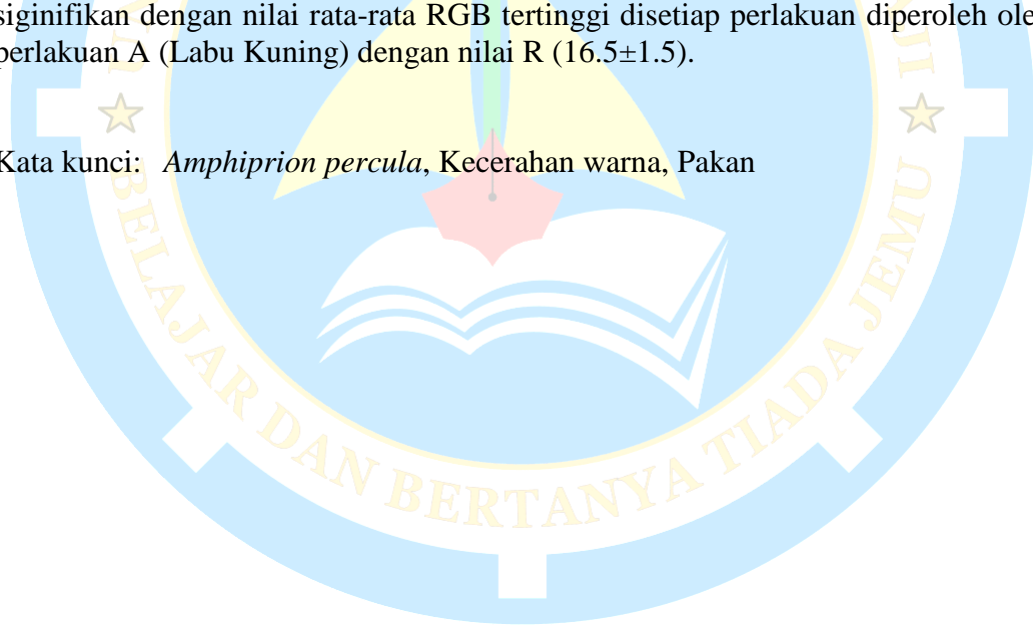 siginifikan dengan nilai rata-rata RGB tertinggi disetiap perlakuan diperoleh ole
perlakuan A (Labu Kuning) dengan nilai R (16.5±1.5).
Kata kunci: Amphiprion percula, Kecerahan warna, Pakan
BELAJAR DAN BERTANYA TIADA JEMU